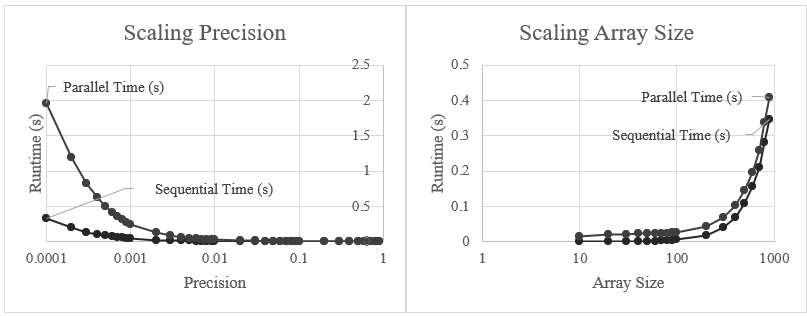 Scaling Precision
2.5
2
1.5
1
0.5
Parallel Time (s)
Sequential Time (s)
Runtime (s)
0.0001
0.001
0.01
0.1
1
Precision
Scaling Array Size
0.5
0.4
0.3
0.2
0.1
0
Parallel Time (s)
Sequential Time (s)
Runtime (s)
1
10
100
1000
Array Size